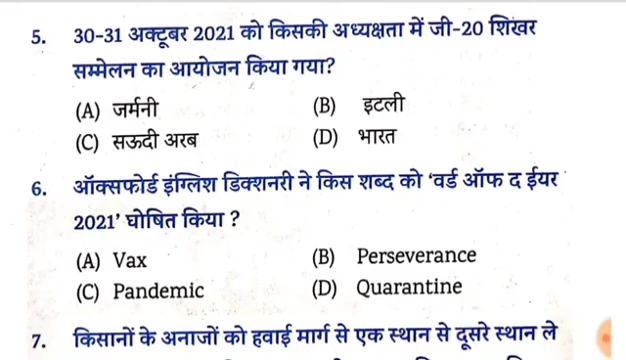 5. 30-31 अक्टूबर 2021 को किसकी अध्यक्षता में जी-20 शिखर
सम्मेलन का आयोजन किया गया?
(A) जर्मनी (B) इटली
(C) सऊदी अरब (D) भारत
6. ऑक्सफोर्ड इंग्लिश डिक्शनरी ने किस शब्द को ‘वर्ड ऑफ द ईयर
2021’ घोषित किया ?
(A) Vax (B) Perseverance
(C) Pandemic (D) Quarantine
7. किसानों के अनाजों को हवाई मार्ग से एक स्थान से दूसरे स्थान ले